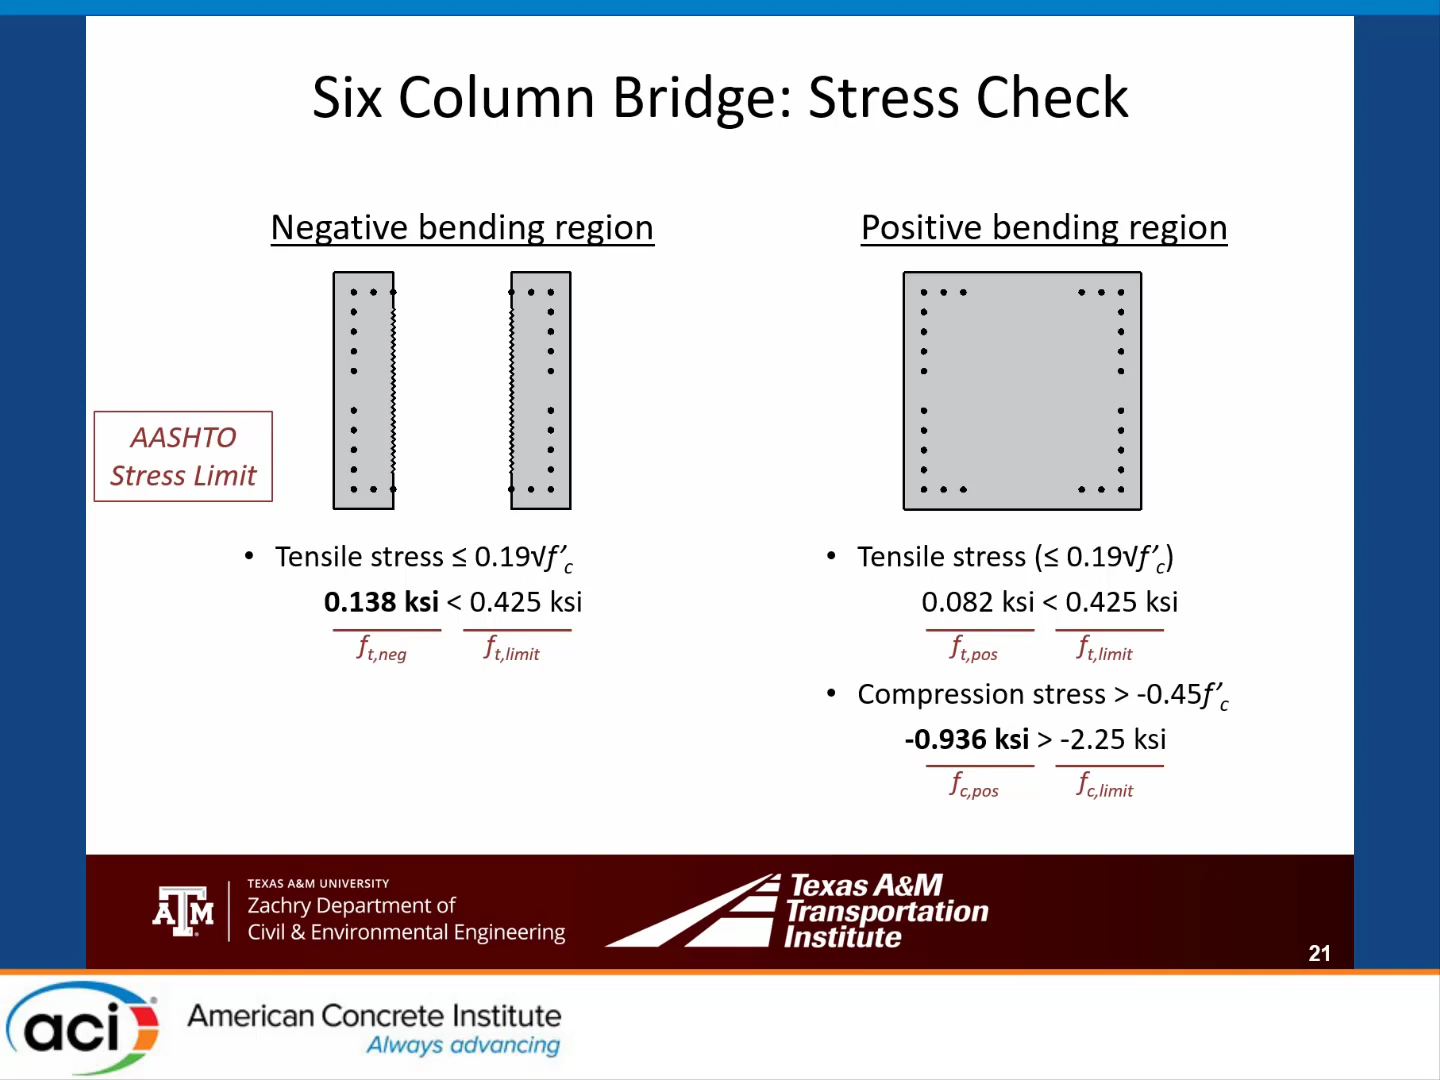 Six Column Bridge: Stress Check
Negative bending region
Positive bending region
AASHTO
Stress Limit
• Tensile stress ≤ 0.19√f’c
0.138 ksi < 0.425 ksi
ft,neg ft,limit
• Tensile stress (≤ 0.19√f’c)
0.082 ksi < 0.425 ksi
ft,pos ft,limit
• Compression stress > -0.45f’c
-0.936 ksi > -2.25 ksi
fc,pos fc,limit
ATM
TEXAS A&M UNIVERSITY
Zachry Department of
Civil & Environmental Engineering
Texas A&M
Transportation
Institute
21
aci
American Concrete Institute
Always advancing